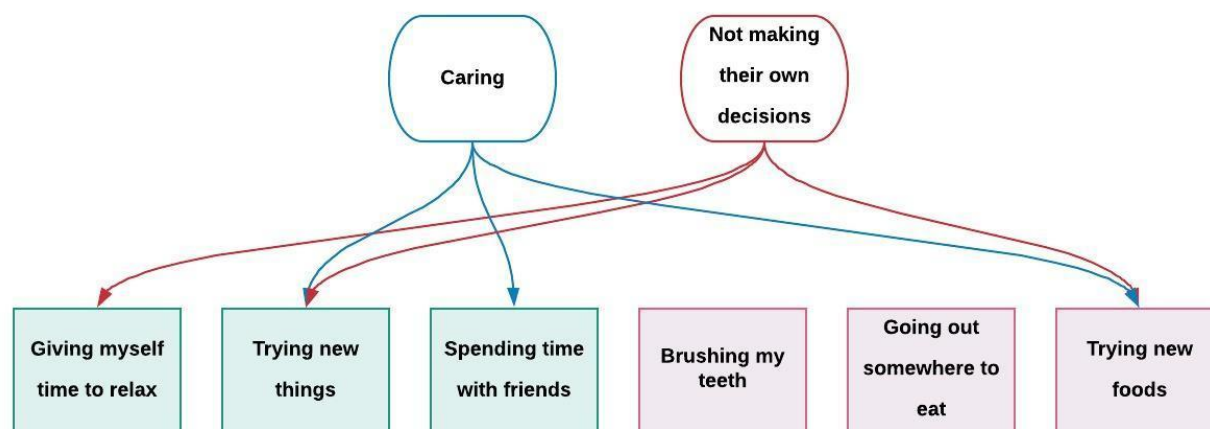 Caring
Not making
their own
decisions
Giving myself
time to relax
Trying new
things
Spending time
with friends
Brushing my
teeth
Going out
somewhere to
eat
Trying new
foods